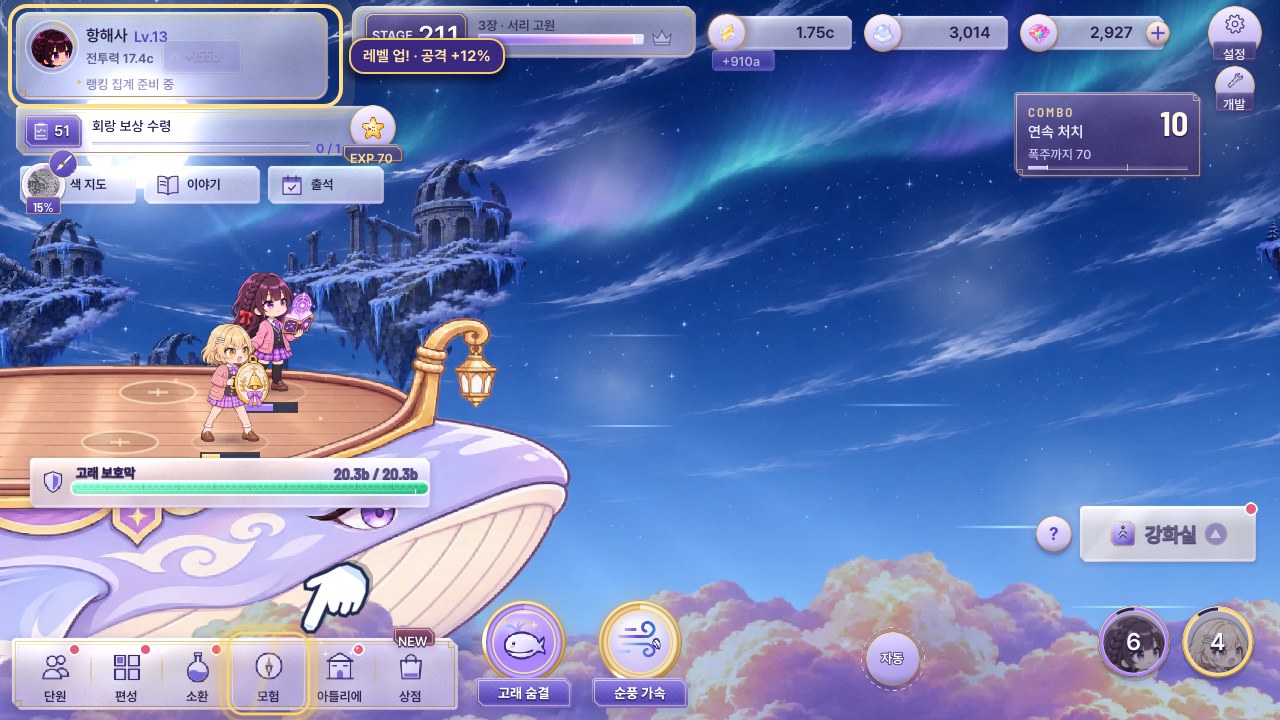 항해사 Lv.13
전투력 17.4c
랭킹 집계 준비 중
STAGE 211
3장 · 서리 고원
레벨 업! · 공격 +12%
1.75c
+910a
3,014
2,927
설정
개발
51
회랑 보상 수령
0 / 1
EXP 70
색 지도
15%
이야기
출석
COMBO
연속 처치
10
폭주까지 70
고래 보호막
20.3b / 20.3b
?
강화실
단원
편성
소환
모험
아틀리에
NEW
상점
고래 숨결
순풍 가속
자동
6
4